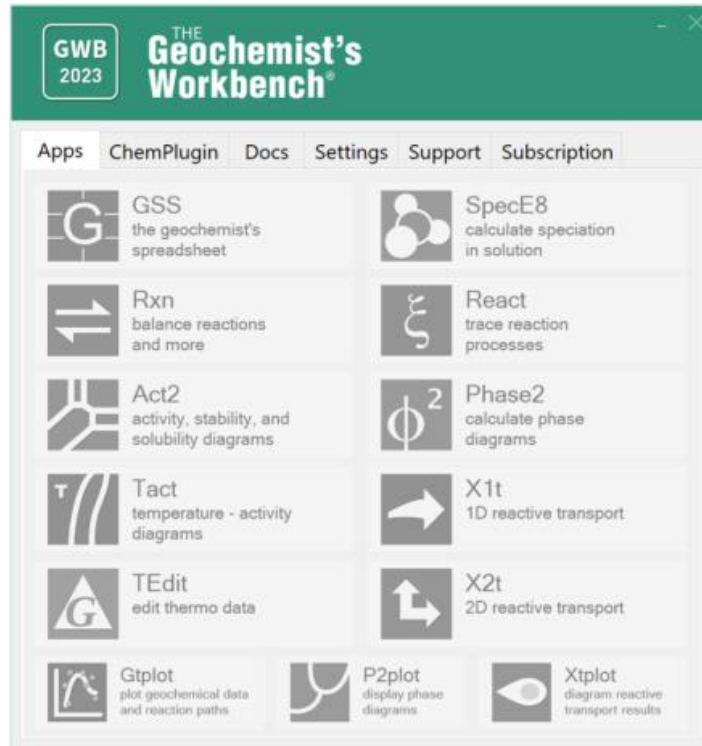 GWB
2023
THE
Geochemist's
Workbench®
Apps ChemPlugin Docs Settings Support Subscription
G GSS
the geochemist's
spreadsheet
SpecE8
calculate speciation
in solution
Rxn
balance reactions
and more
ξ React
trace reaction
processes
Act2
activity, stability, and
solubility diagrams
ϕ² Phase2
calculate phase
diagrams
T Tact
temperature - activity
diagrams
X1t
1D reactive transport
G TEdit
edit thermo data
X2t
2D reactive transport
Gtplot
plot geochemical data
and reaction paths
P2plot
display phase
diagrams
Xtplot
diagram reactive
transport results